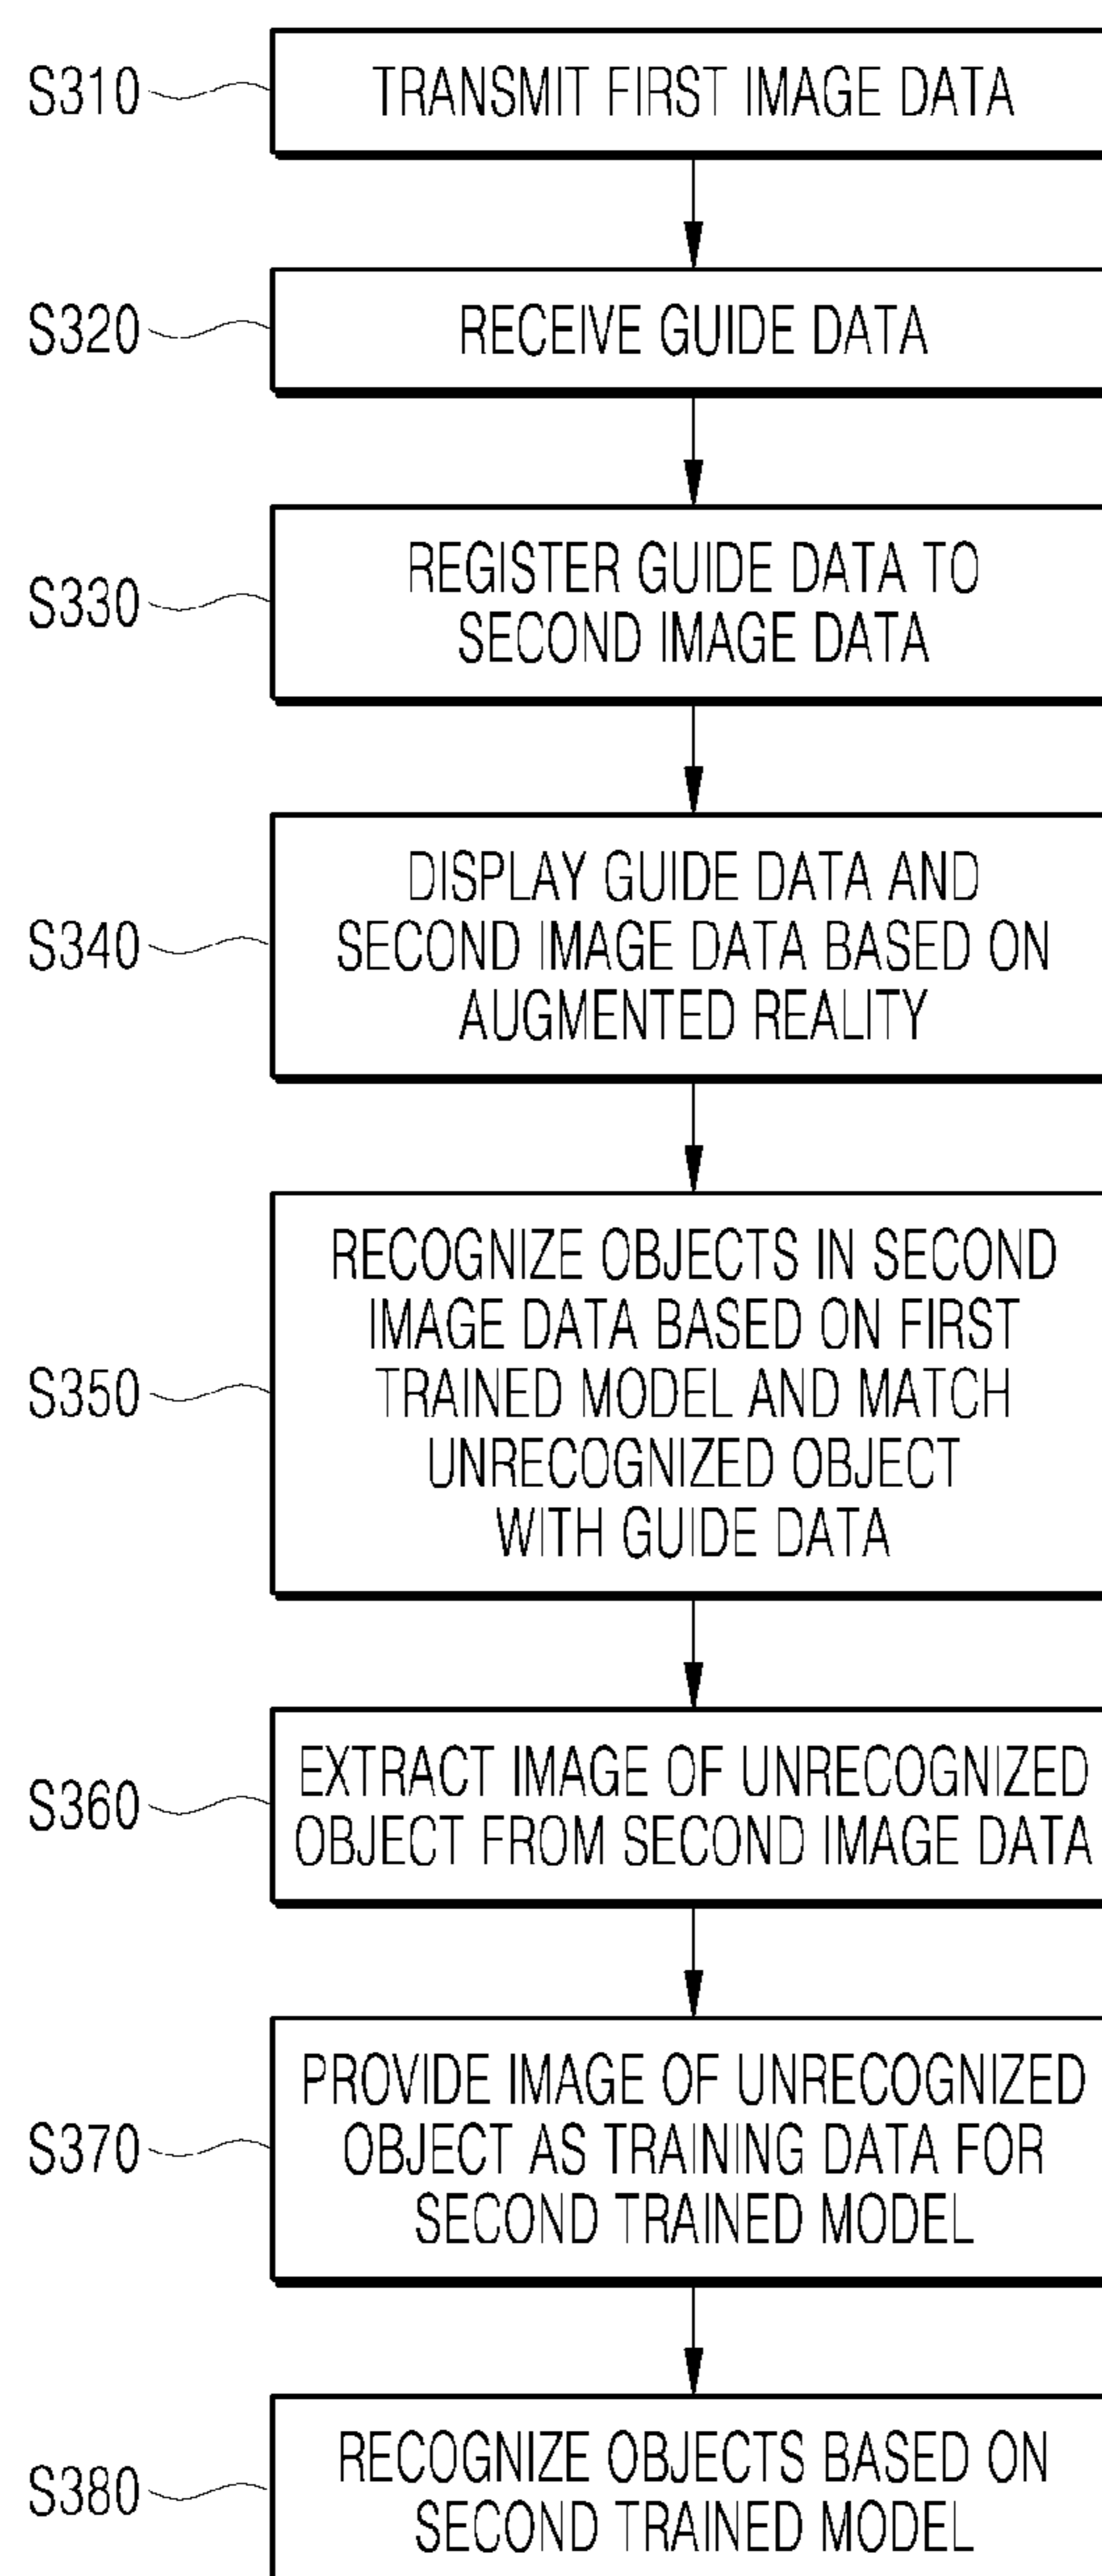 S310
TRANSMIT FIRST IMAGE DATA
S320
RECEIVE GUIDE DATA
S330
REGISTER GUIDE DATA TO
SECOND IMAGE DATA
S340
DISPLAY GUIDE DATA AND
SECOND IMAGE DATA BASED ON
AUGMENTED REALITY
S350
RECOGNIZE OBJECTS IN SECOND
IMAGE DATA BASED ON FIRST
TRAINED MODEL AND MATCH
UNRECOGNIZED OBJECT
WITH GUIDE DATA
S360
EXTRACT IMAGE OF UNRECOGNIZED
OBJECT FROM SECOND IMAGE DATA
S370
PROVIDE IMAGE OF UNRECOGNIZED
OBJECT AS TRAINING DATA FOR
SECOND TRAINED MODEL
S380
RECOGNIZE OBJECTS BASED ON
SECOND TRAINED MODEL